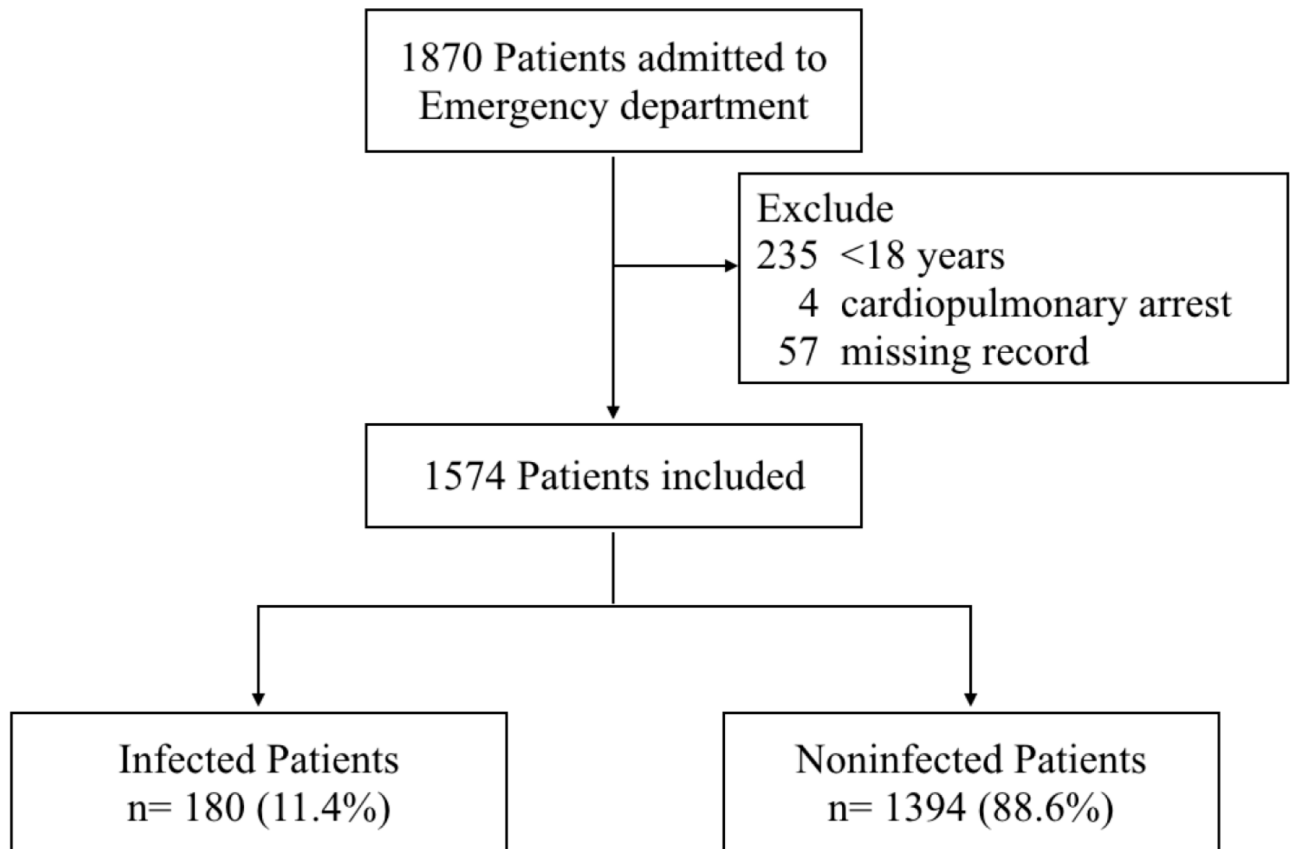 1870 Patients admitted to
Emergency department
Exclude
235 <18 years
4 cardiopulmonary arrest
57 missing record
1574 Patients included
Infected Patients
n= 180 (11.4%)
Noninfected Patients
n= 1394 (88.6%)